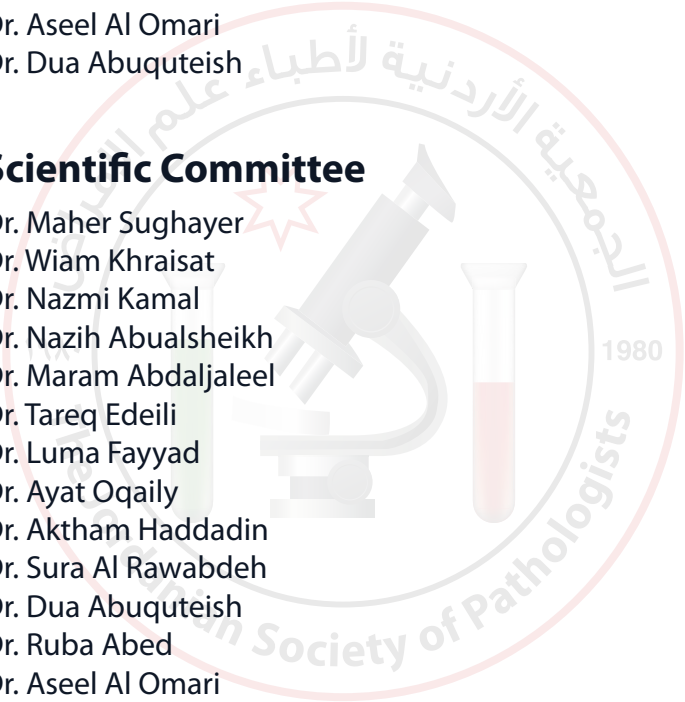 Dr. Aseel Al Omari
Dr. Dua Abuquteish
Scientific Committee
Dr. Maher Sughayer
Dr. Wiam Khraisat
Dr. Nazmi Kamal
Dr. Nazih Abualsheikh
Dr. Maram Abdaljaleel
Dr. Tareq Edeili
Dr. Luma Fayyad
Dr. Ayat Oqaily
Dr. Aktham Haddadin
Dr. Sura Al Rawabdeh
Dr. Dua Abuquteish
Dr. Ruba Abed
Dr. Aseel Al Omari
الجمعية الأردنية لأطباء علم الأمراض
1980
The Jordanian Society of Pathologists